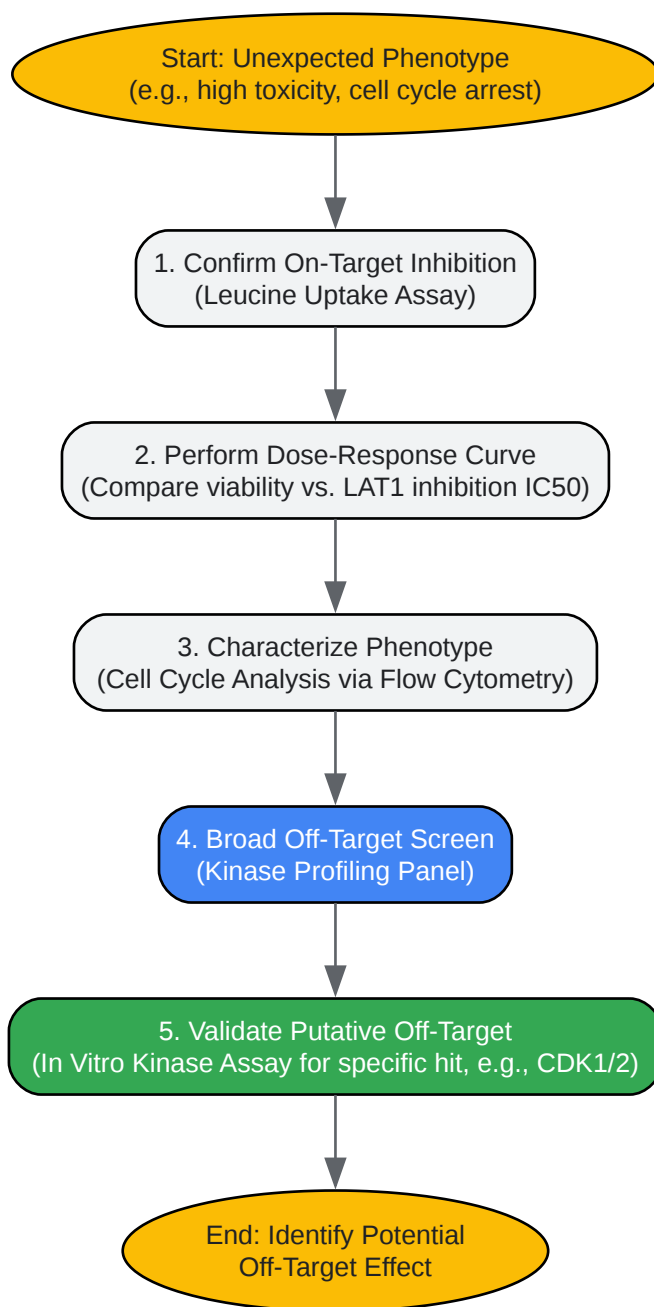 Start: Unexpected Phenotype
(e.g., high toxicity, cell cycle arrest)
1. Confirm On-Target Inhibition
(Leucine Uptake Assay)
2. Perform Dose-Response Curve
(Compare viability vs. LAT1 inhibition IC50)
3. Characterize Phenotype
(Cell Cycle Analysis via Flow Cytometry)
4. Broad Off-Target Screen
(Kinase Profiling Panel)
5. Validate Putative Off-Target
(In Vitro Kinase Assay for specific hit, e.g., CDK1/2)
End: Identify Potential
Off-Target Effect